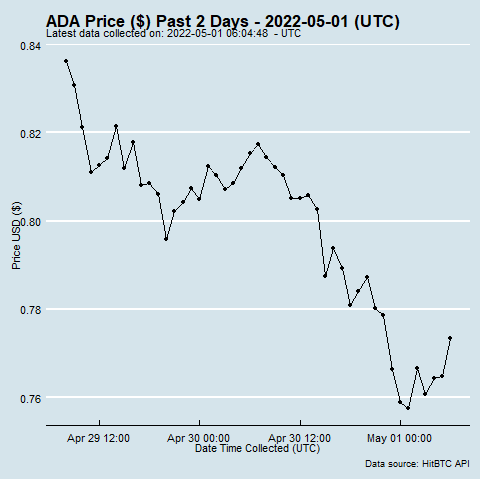 ADA Price ($) Past 2 Days - 2022-05-01 (UTC)
Latest data collected on: 2022-05-01 06:04:48 - UTC
0.84
0.82
0.80
0.78
0.76
Price USD ($)
Apr 29 12:00
Apr 30 00:00
Apr 30 12:00
May 01 00:00
Date Time Collected (UTC)
Data source: HitBTC API